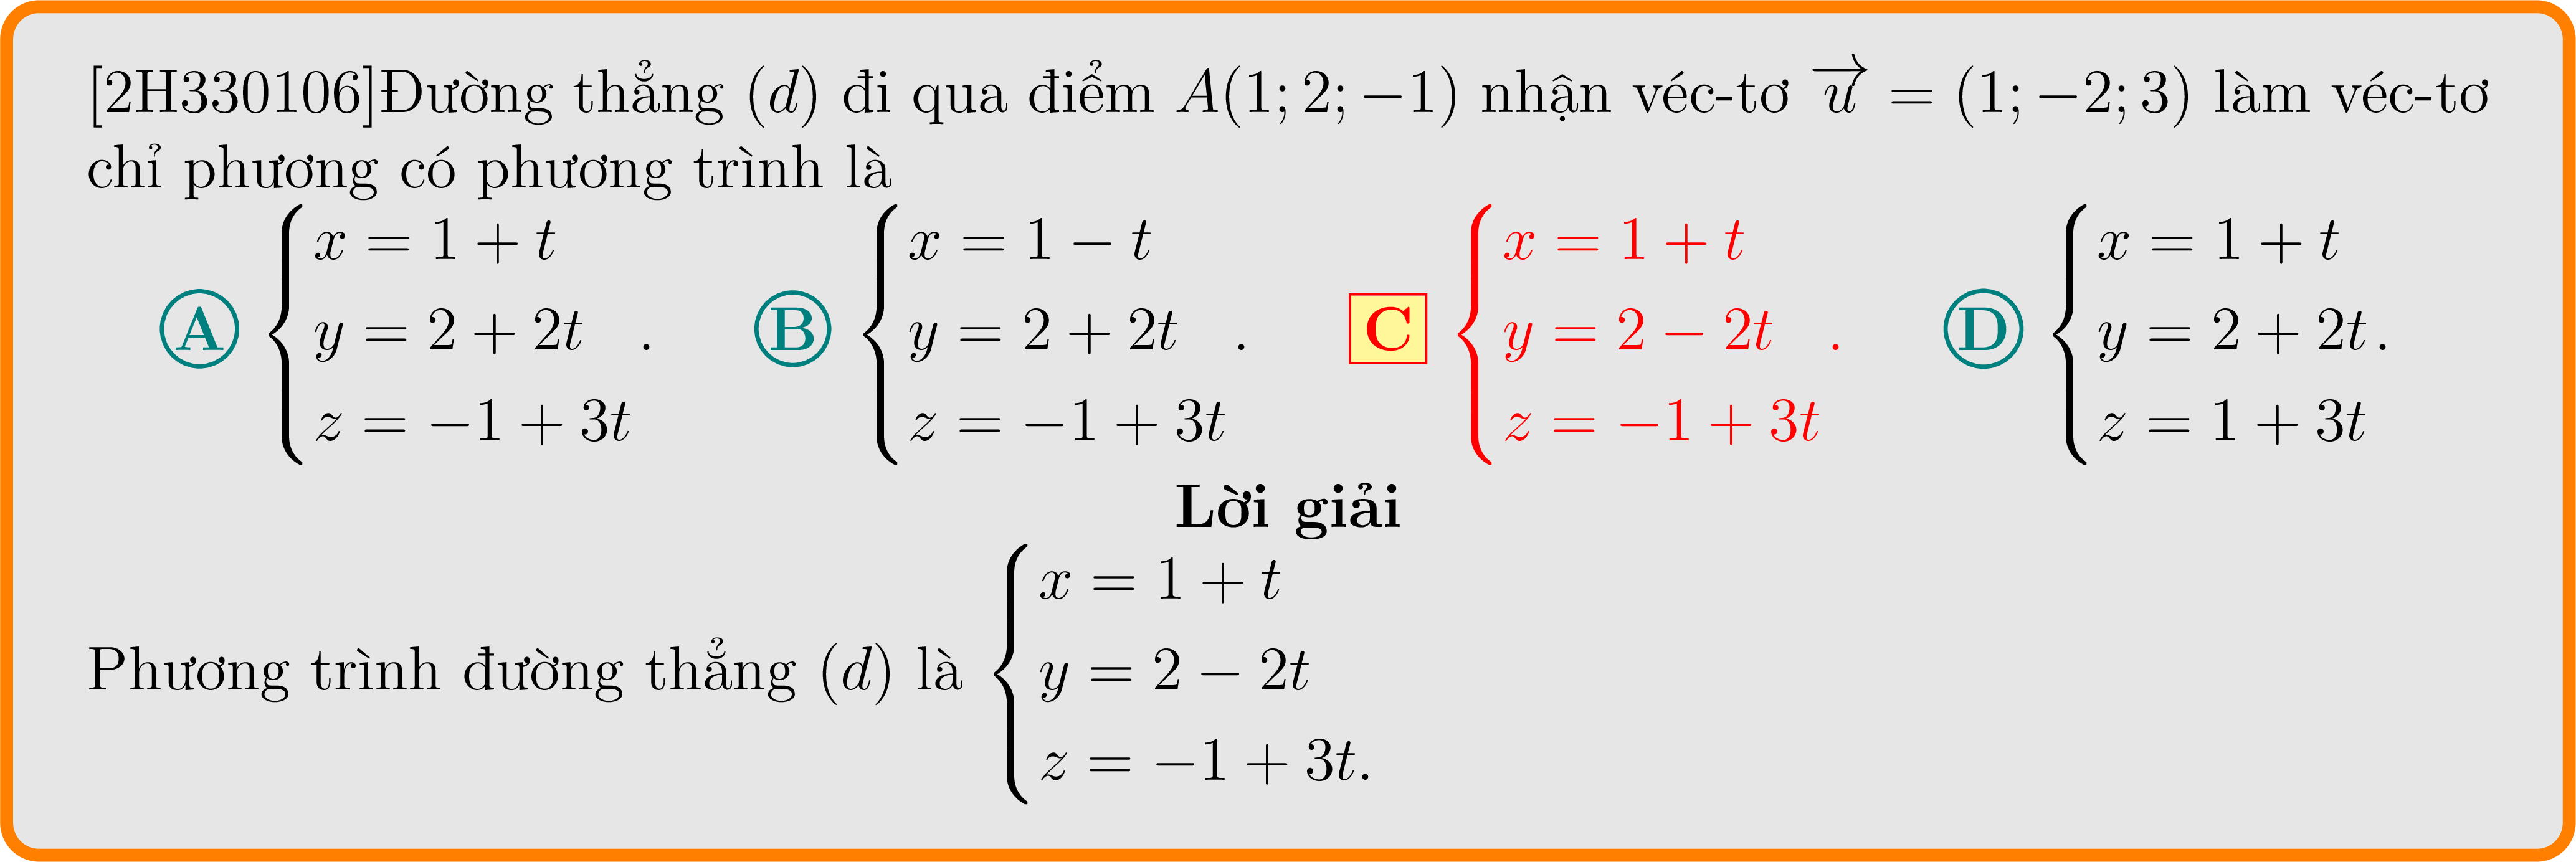 [2H330106]Đường thẳng (d) đi qua điểm A(1; 2; −1) nhận véc-tơ $\overrightarrow{u}$ = (1; −2; 3) làm véc-tơ
chỉ phương có phương trình là
A $\begin{cases} x = 1 + t \\ y = 2 + 2t \\ z = -1 + 3t \end{cases}$. B $\begin{cases} x = 1 - t \\ y = 2 + 2t \\ z = -1 + 3t \end{cases}$. C $\begin{cases} x = 1 + t \\ y = 2 - 2t \\ z = -1 + 3t \end{cases}$. D $\begin{cases} x = 1 + t \\ y = 2 + 2t \\ z = 1 + 3t \end{cases}$.
Lời giải
Phương trình đường thẳng (d) là $\begin{cases} x = 1 + t \\ y = 2 - 2t \\ z = -1 + 3t. \end{cases}$